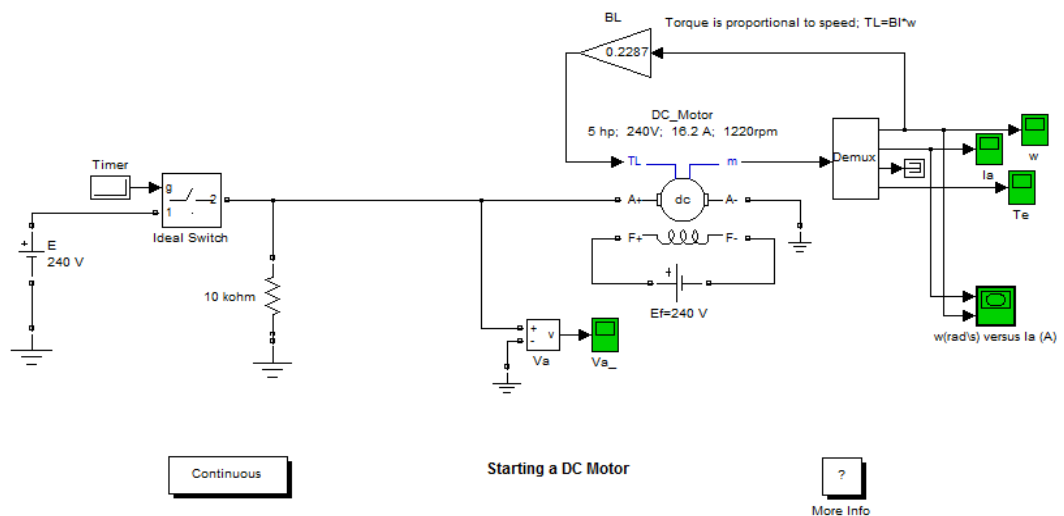 BL
Torque is proportional to speed; TL=Bl*w
0.2287
DC_Motor
5 hp; 240V; 16.2 A; 1220rpm
Timer
TL
m
Demux
w
Ia
g
1
2
Ideal Switch
A+
dc
A-
Te
E
240 V
F+
F-
10 kohm
Ef=240 V
+
-
v
Va
Va_
w(rad\s) versus Ia (A)
Continuous
Starting a DC Motor
?
More Info